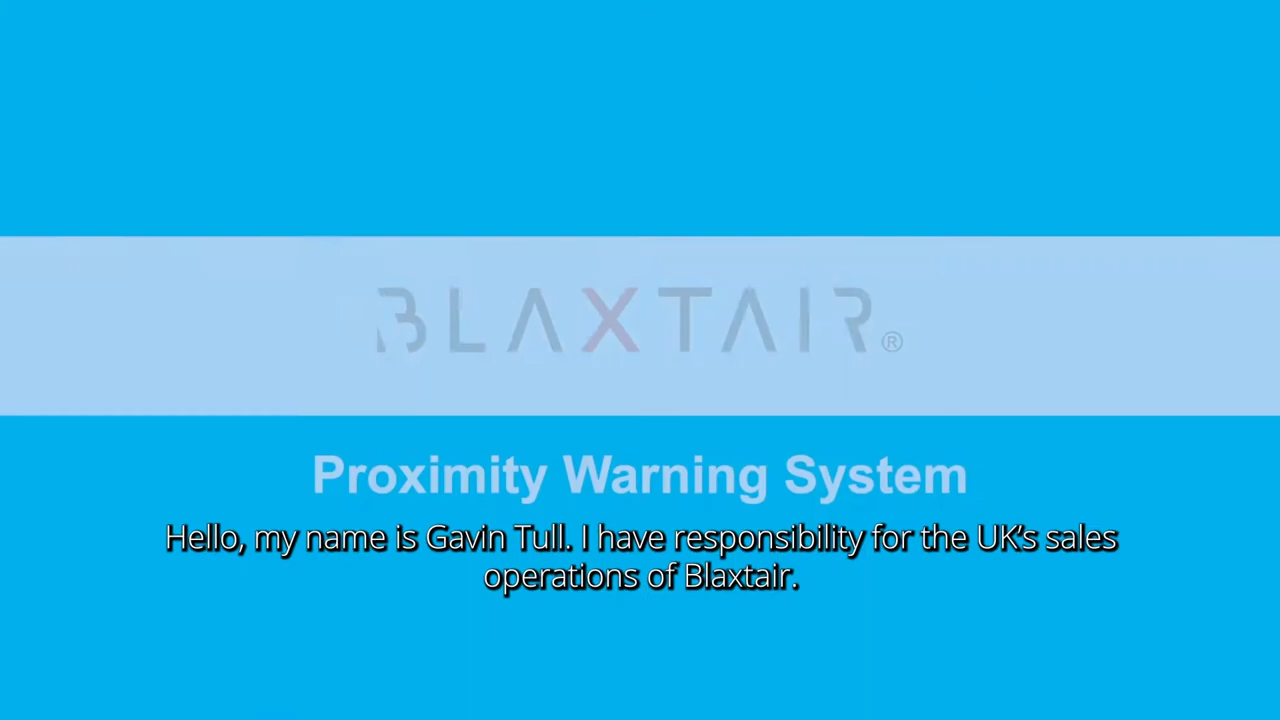 BLAXTAIR®
Proximity Warning System
Hello, my name is Gavin Tull. I have responsibility for the UK’s sales
operations of Blaxtair.